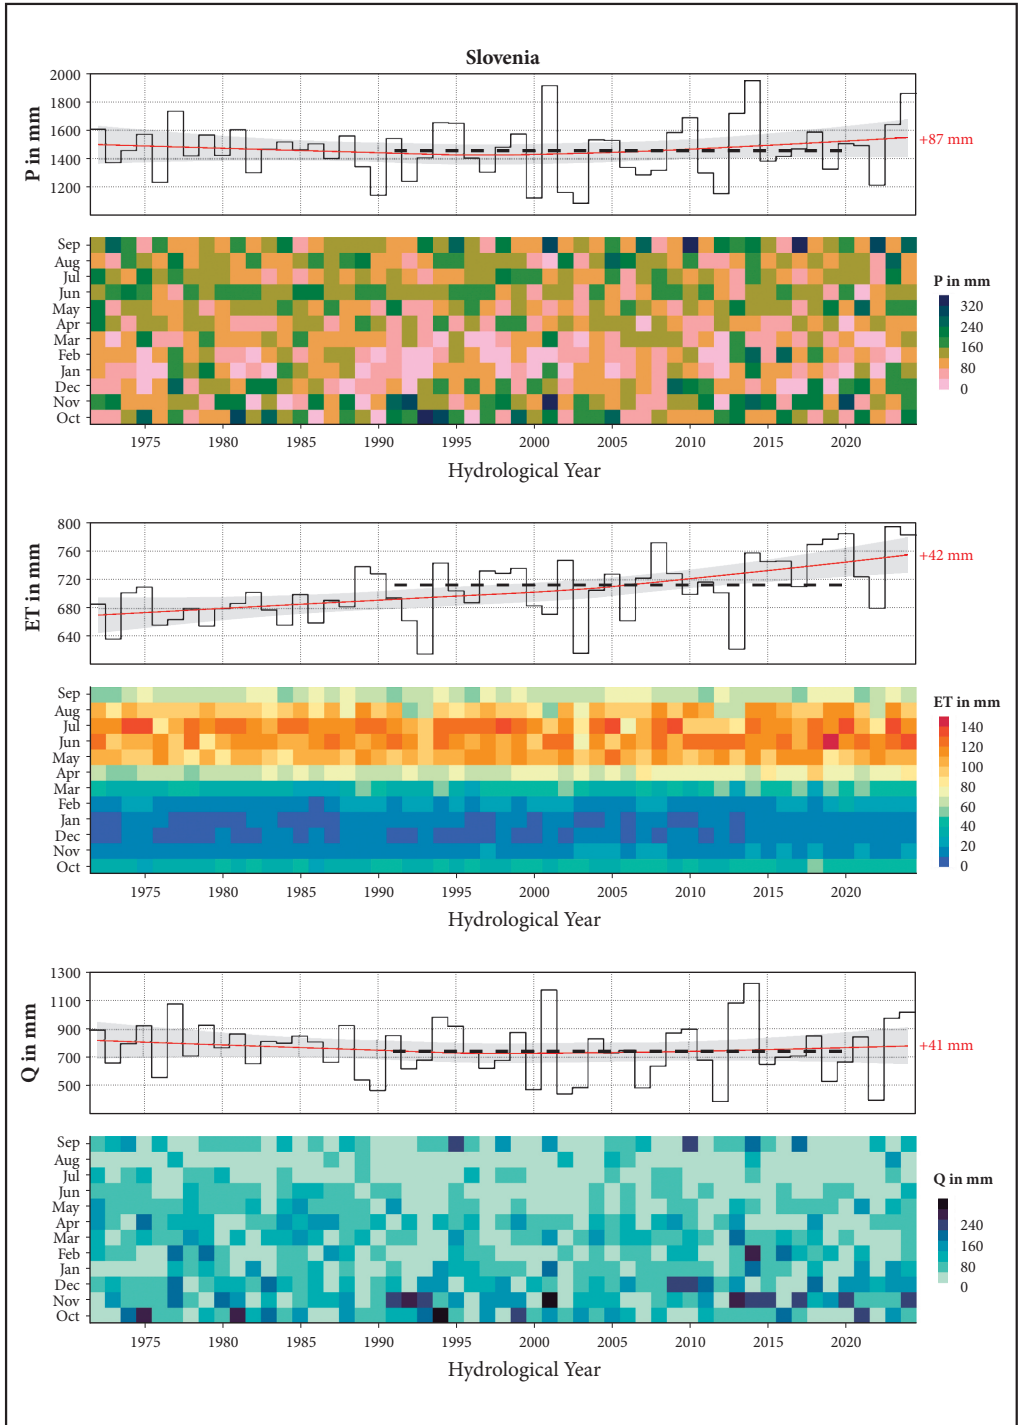 Slovenia
P in mm
2000
1800
1600
1400
1200
+87 mm
Sep
Aug
Jul
Jun
May
Apr
Mar
Feb
Jan
Dec
Nov
Oct
P in mm
320
240
160
80
0
1975 1980 1985 1990 1995 2000 2005 2010 2015 2020
Hydrological Year
ET in mm
800
760
720
680
640
+42 mm
Sep
Aug
Jul
Jun
May
Apr
Mar
Feb
Jan
Dec
Nov
Oct
ET in mm
140
120
100
80
60
40
20
0
1975 1980 1985 1990 1995 2000 2005 2010 2015 2020
Hydrological Year
Q in mm
1300
1100
900
700
500
+41 mm
Sep
Aug
Jul
Jun
May
Apr
Mar
Feb
Jan
Dec
Nov
Oct
Q in mm
240
160
80
0
1975 1980 1985 1990 1995 2000 2005 2010 2015 2020
Hydrological Year